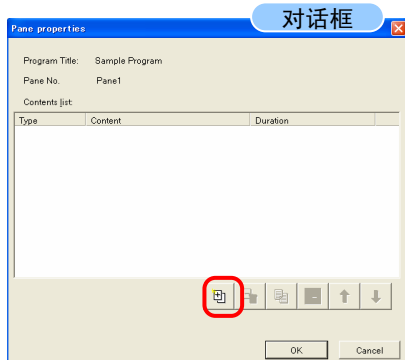 对话框
Pane properties
Program Title: Sample Program
Pane No. Pane1
Contents list:
Type Content Duration
OK Cancel